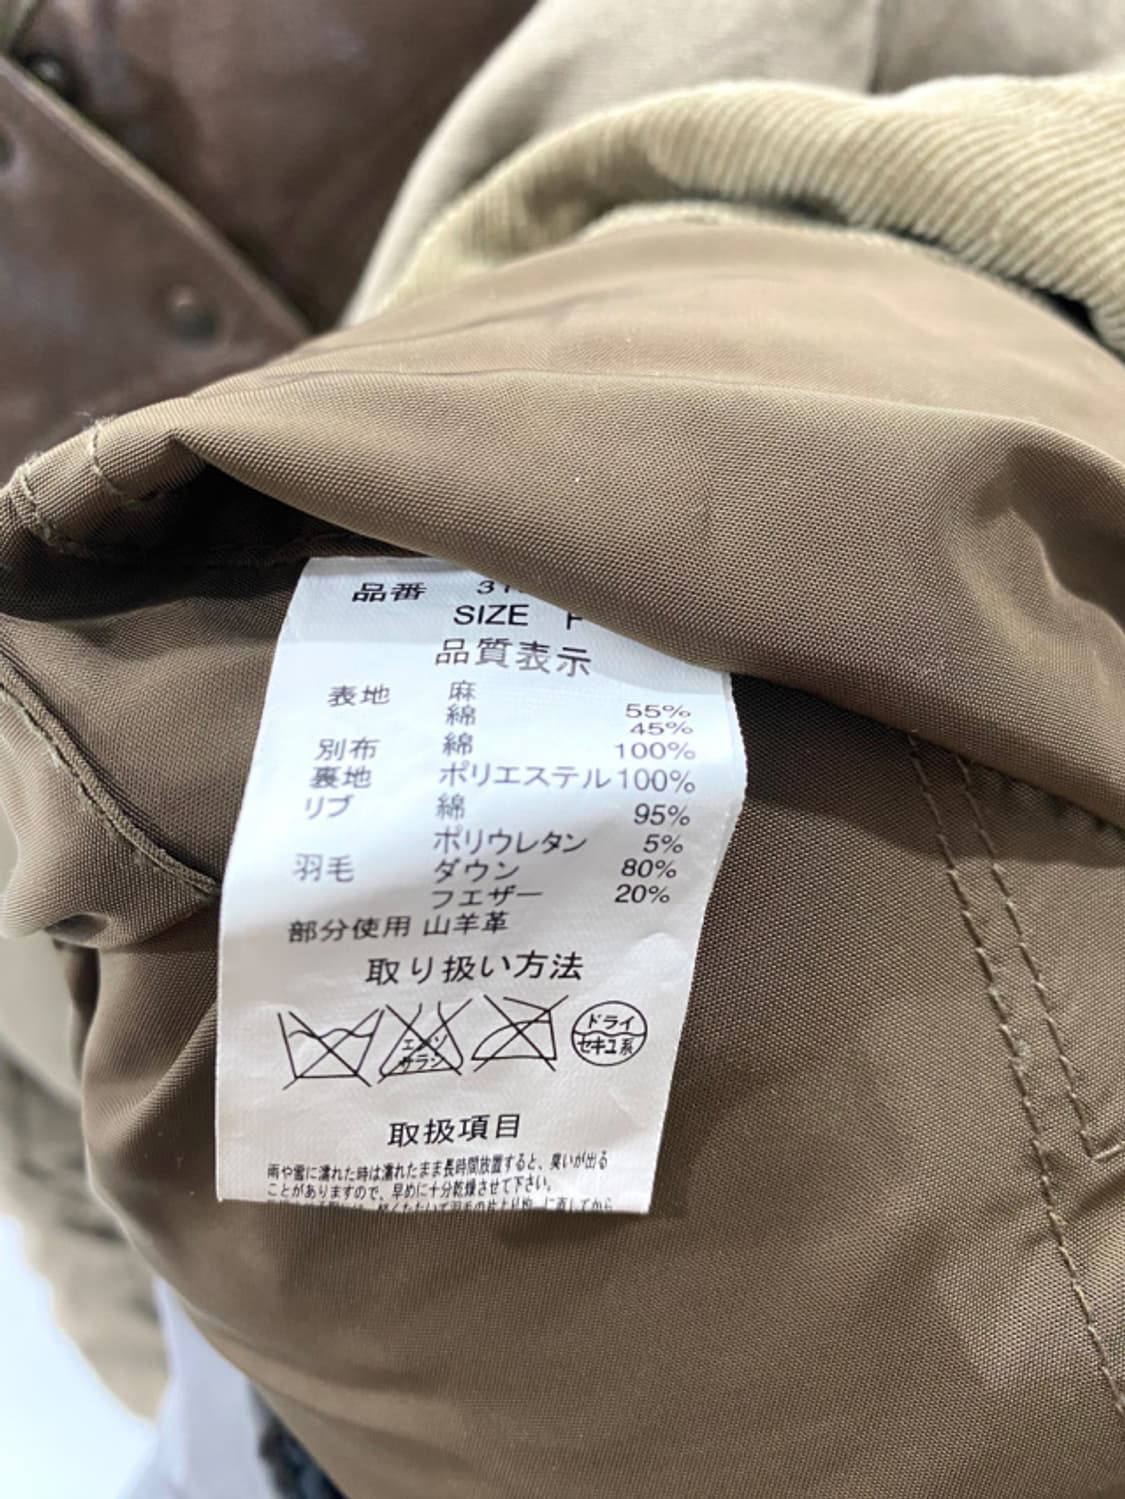 品番
SIZE F
品質表示
表地 麻 55%
綿 45%
別布 綿 100%
裏地 ポリエステル 100%
リブ 綿 95%
ポリウレタン 5%
羽毛 ダウン 80%
フエザー 20%
部分使用 山羊革
取り扱い方法
エンソ
サラシ
ドライ
セキユ系
取扱項目
雨や雪に濡れた時は濡れたまま長時間放置すると、臭いが出る
ことがありますので、早めに十分乾燥させて下さい。